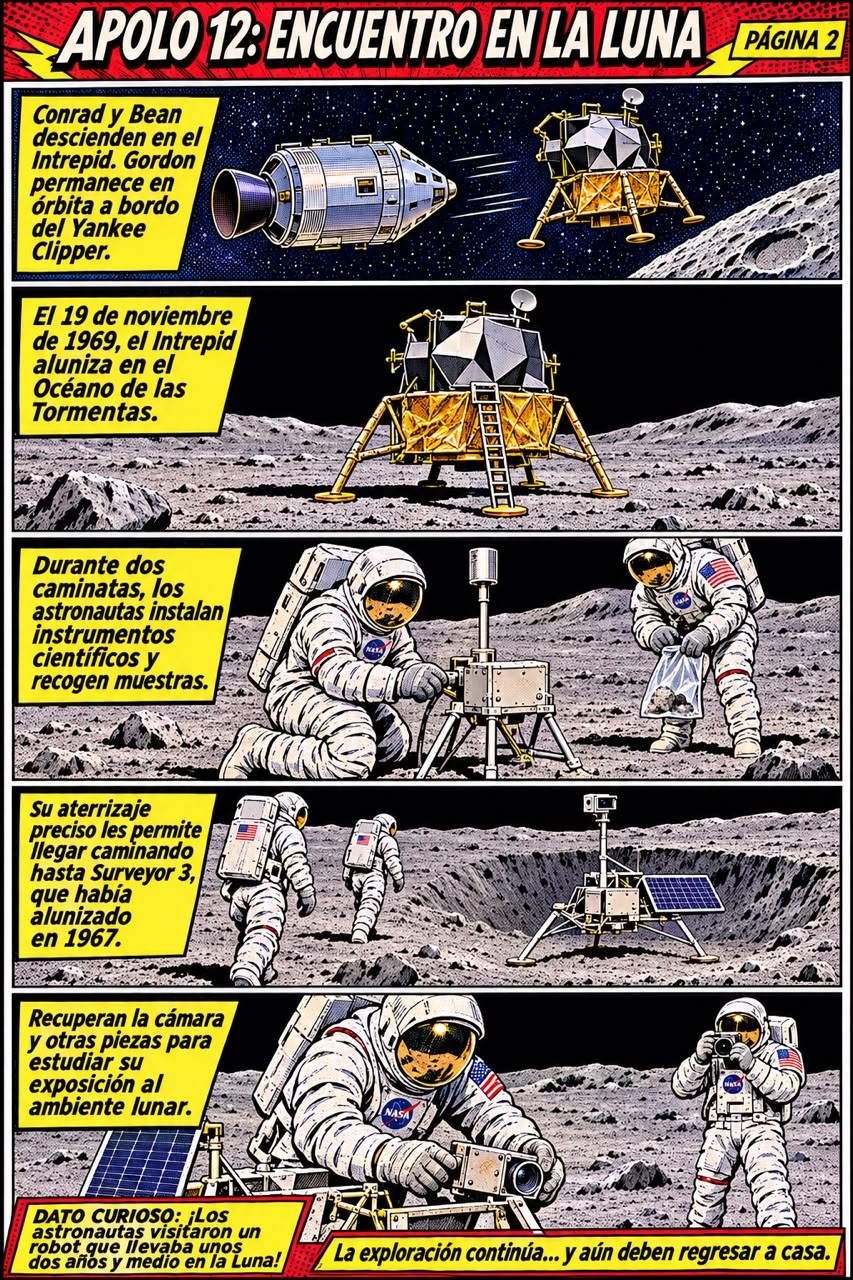 APOLO 12: ENCUENTRO EN LA LUNA
PÁGINA 2
Conrad y Bean
descienden en el
Intrepid. Gordon
permanece en
órbita a bordo
del Yankee
Clipper.
El 19 de noviembre
de 1969, el Intrepid
aluniza en el
Océano de las
Tormentas.
Durante dos
caminatas, los
astronautas instalan
instrumentos
científicos y
recogen muestras.
NASA
NASA
Su aterrizaje
preciso les permite
llegar caminando
hasta Surveyor 3,
que había
alunizado
en 1967.
Recuperan la cámara
y otras piezas para
estudiar su
exposición al
ambiente lunar.
NASA
NASA
DATO CURIOSO: ¡Los
astronautas visitaron un
robot que llevaba unos
dos años y medio en la Luna!
La exploración continúa... y aún deben regresar a casa.